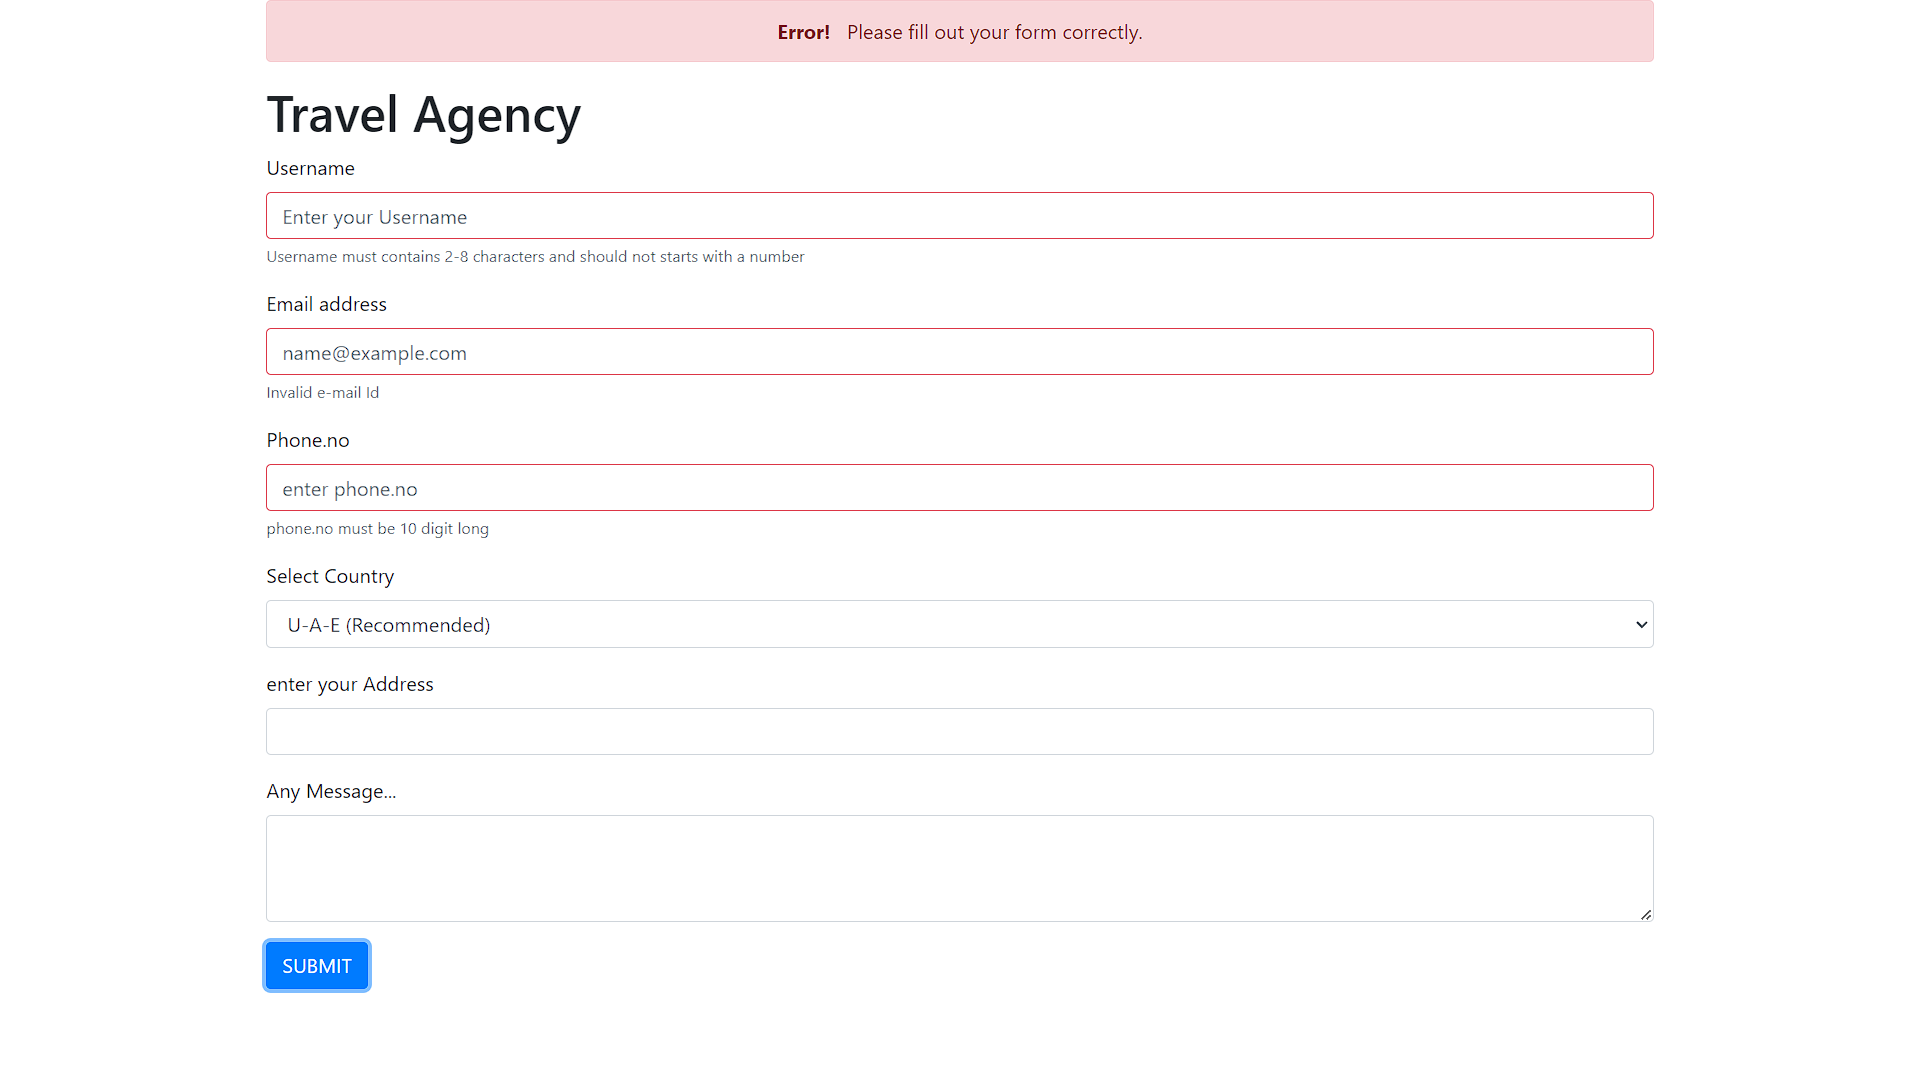 Error! Please fill out your form correctly.
Travel Agency
Username
Enter your Username
Username must contains 2-8 characters and should not starts with a number
Email address
name@example.com
Invalid e-mail Id
Phone.no
enter phone.no
phone.no must be 10 digit long
Select Country
U-A-E (Recommended)
enter your Address
Any Message...
SUBMIT